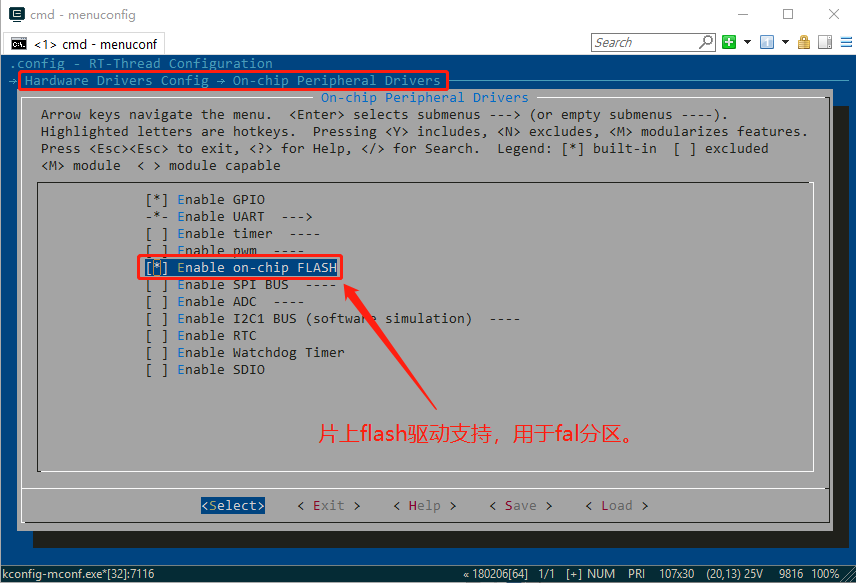 cmd - menuconfig
<1> cmd - menuconf
Search
.config - RT-Thread Configuration
→ Hardware Drivers Config → On-chip Peripheral Drivers
On-chip Peripheral Drivers
Arrow keys navigate the menu.  <Enter> selects submenus ---> (or empty submenus ----).
Highlighted letters are hotkeys.  Pressing <Y> includes, <N> excludes, <M> modularizes features.
Press <Esc><Esc> to exit, <?> for Help, </> for Search.  Legend: [*] built-in  [ ] excluded
<M> module  < > module capable
[*] Enable GPIO
-*- Enable UART  --->
[ ] Enable timer  ----
[ ] Enable pwm  ----
[*] Enable on-chip FLASH
[ ] Enable SPI BUS  ----
[ ] Enable ADC  ----
[ ] Enable I2C1 BUS (software simulation)  ----
[ ] Enable RTC
[ ] Enable Watchdog Timer
[ ] Enable SDIO
片上flash驱动支持，用于fal分区。
<Select>    < Exit >    < Help >    < Save >    < Load >
kconfig-mconf.exe*[32]:7116    « 180206[64]  1/1  [+] NUM  PRI  107x30  (20,13) 25V  9816  100%